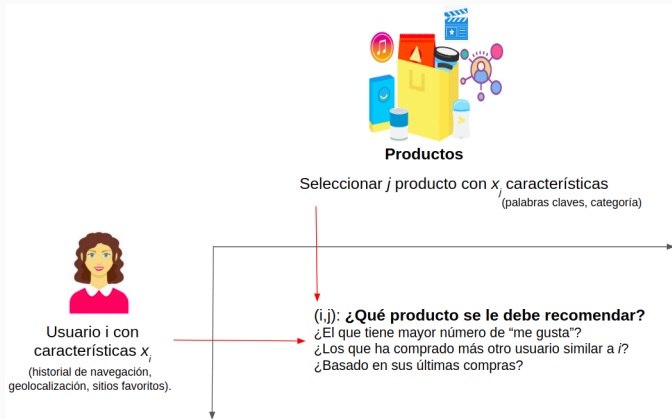 Productos
Seleccionar j producto con xj características
(palabras claves, categoría)
Usuario i con
características xi
(historial de navegación,
geolocalización, sitios favoritos).
(i,j): ¿Qué producto se le debe recomendar?
¿El que tiene mayor número de “me gusta”?
¿Los que ha comprado más otro usuario similar a i?
¿Basado en sus últimas compras?